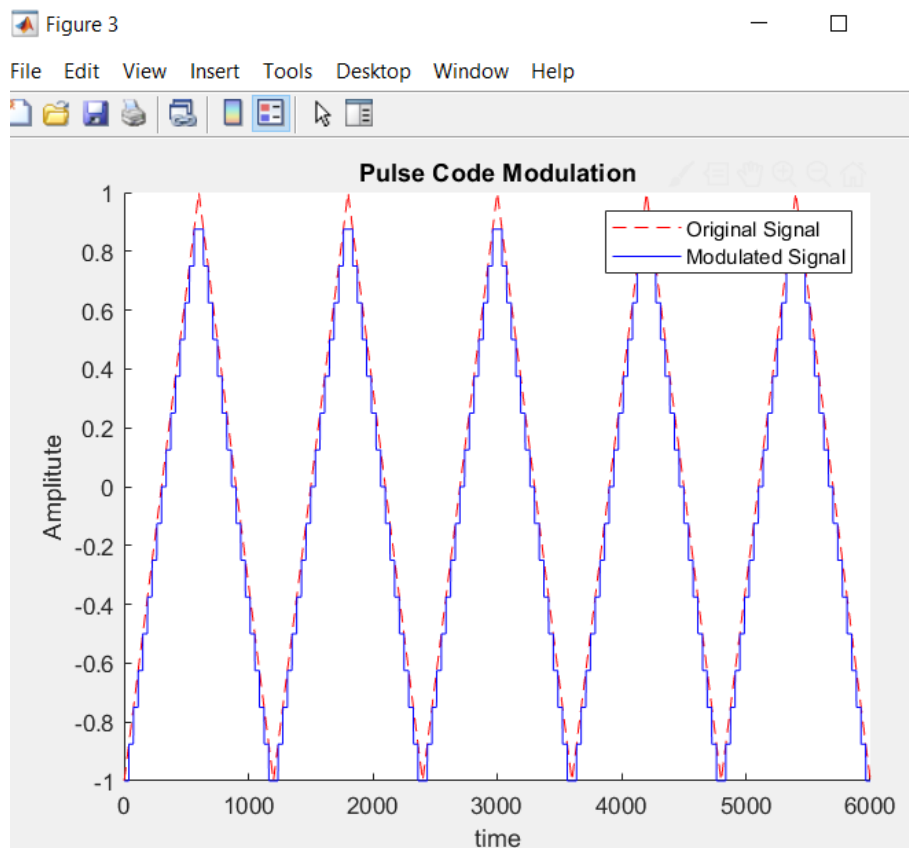 Figure 3
File Edit View Insert Tools Desktop Window Help
Pulse Code Modulation
Original Signal
Modulated Signal
1
0.8
0.6
0.4
0.2
0
-0.2
-0.4
-0.6
-0.8
-1
Amplitute
0 1000 2000 3000 4000 5000 6000
time